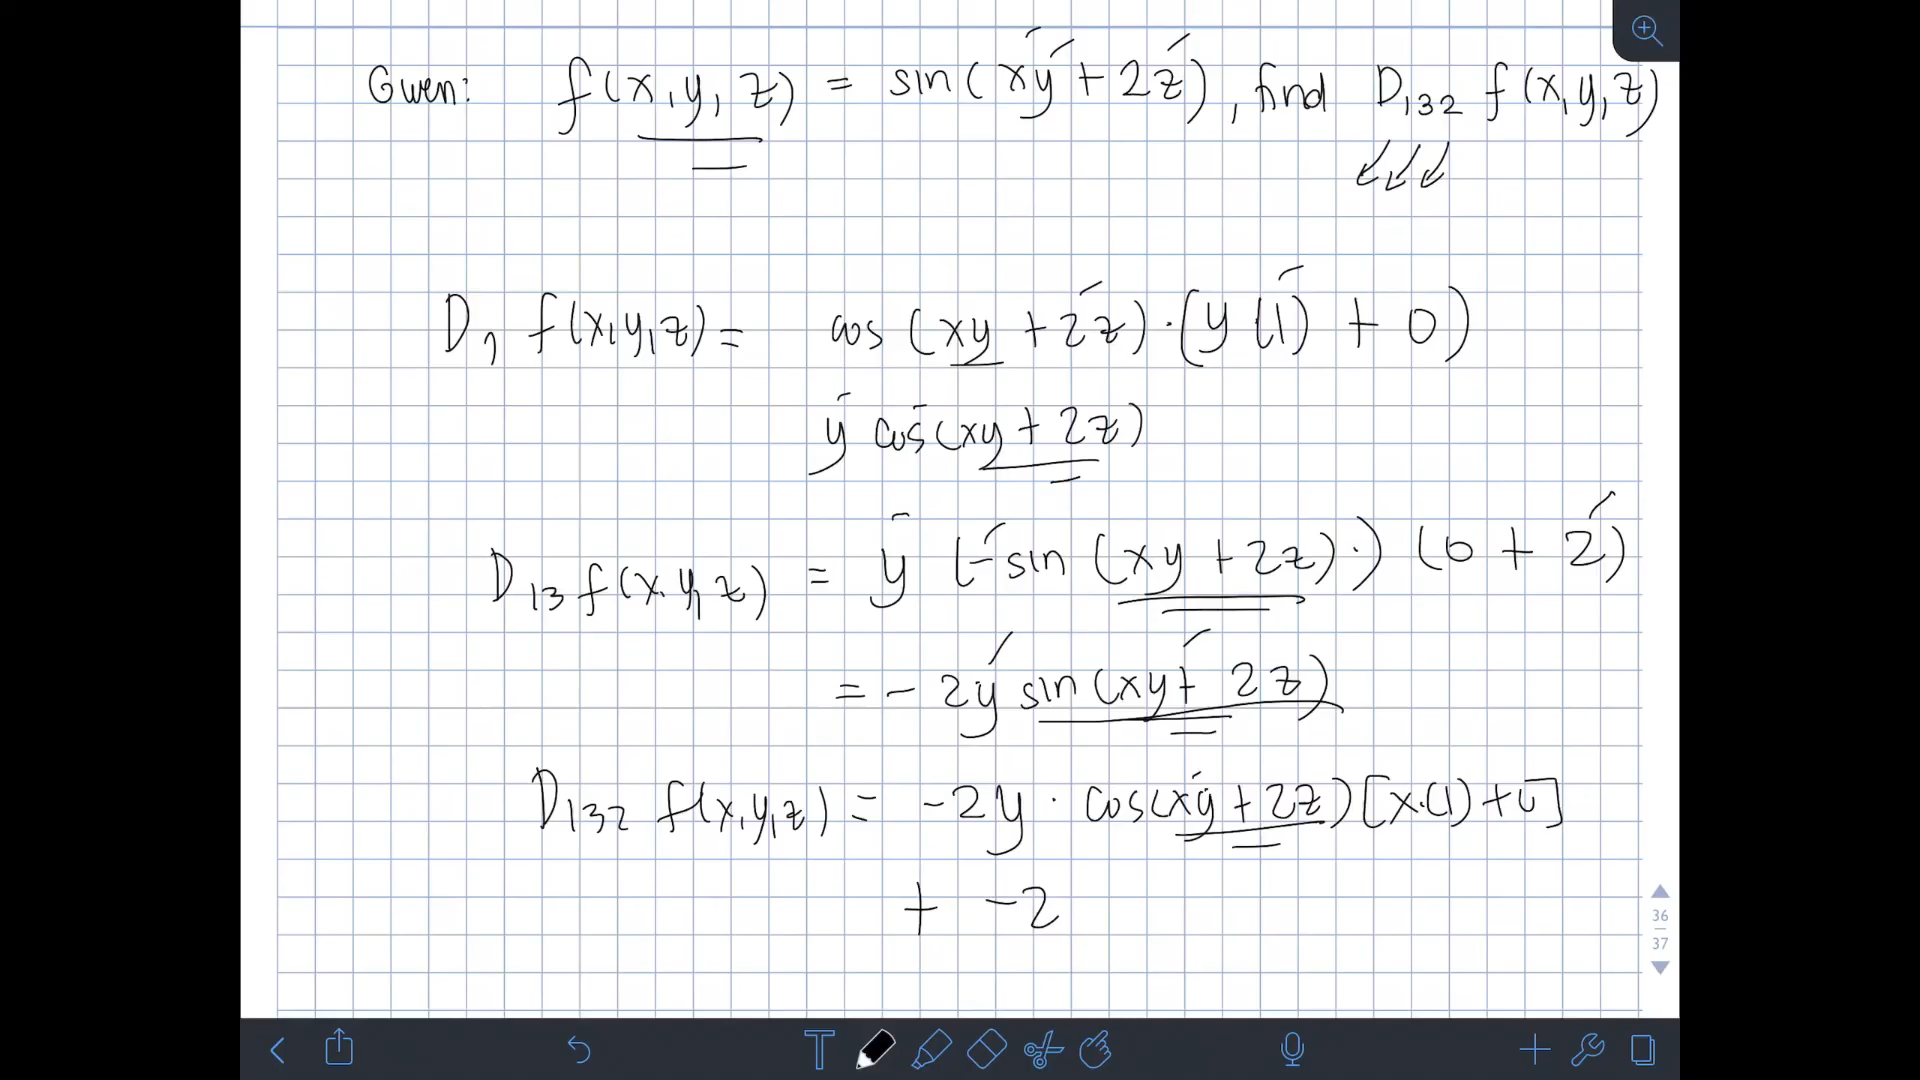 Given: f(x, y, z) = sin(xy + 2z), find D₁₃₂ f(x, y, z)
D₁ f(x,y,z) = cos(xy + 2z)·(y(1) + 0)
y cos(xy + 2z)
D₁₃ f(x,y,z) = y (-sin(xy + 2z)·) (0 + 2)
= - 2y sin(xy + 2z)
D₁₃₂ f(x,y,z) = -2y · cos(xy + 2z)[x·(1) + 0]
+ -2
36
37
T